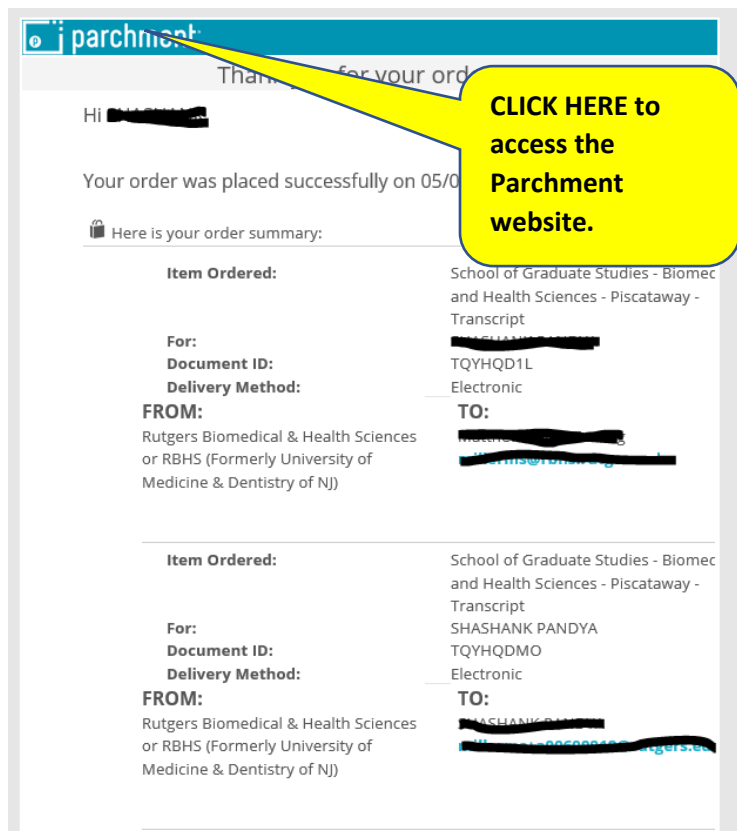 parchment
for your
CLICK HERE to
access the
Parchment
website.
Hi
Your order was placed successfully on
Here is your order summary:
Item Ordered: School of Graduate Studies - Biomec
and Health Sciences - Piscataway -
Transcript
For:
Document ID: TQYHQD1L
Delivery Method: Electronic
FROM: TO:
Rutgers Biomedical & Health Sciences
or RBHS (Formerly University of
Medicine & Dentistry of NJ)
Item Ordered: School of Graduate Studies - Biomec
and Health Sciences - Piscataway -
Transcript
For: SHASHANK PANDYA
Document ID: TQYHQDMO
Delivery Method: Electronic
FROM: TO:
Rutgers Biomedical & Health Sciences
or RBHS (Formerly University of
Medicine & Dentistry of NJ)